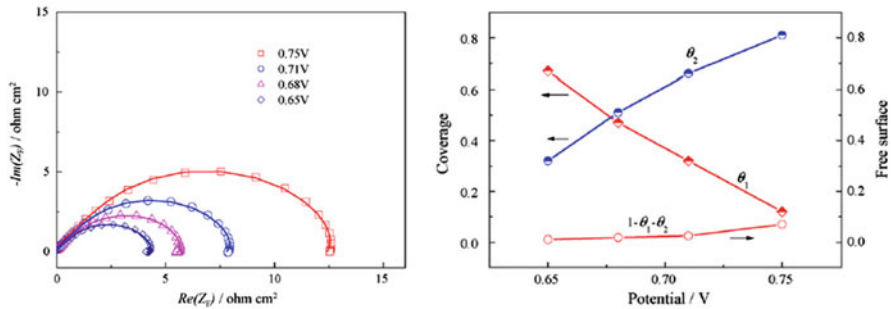 15
10
5
0
-Im(Z_F) / ohm cm²
0.75V
0.71V
0.68V
0.65V
0
5
10
15
Re(Z_F) / ohm cm²
0.8
0.6
0.4
0.2
0.0
Coverage
θ₂
θ₁
1-θ₁-θ₂
0.8
0.6
0.4
0.2
0.0
Free surface
0.65
0.70
0.75
Potential / V